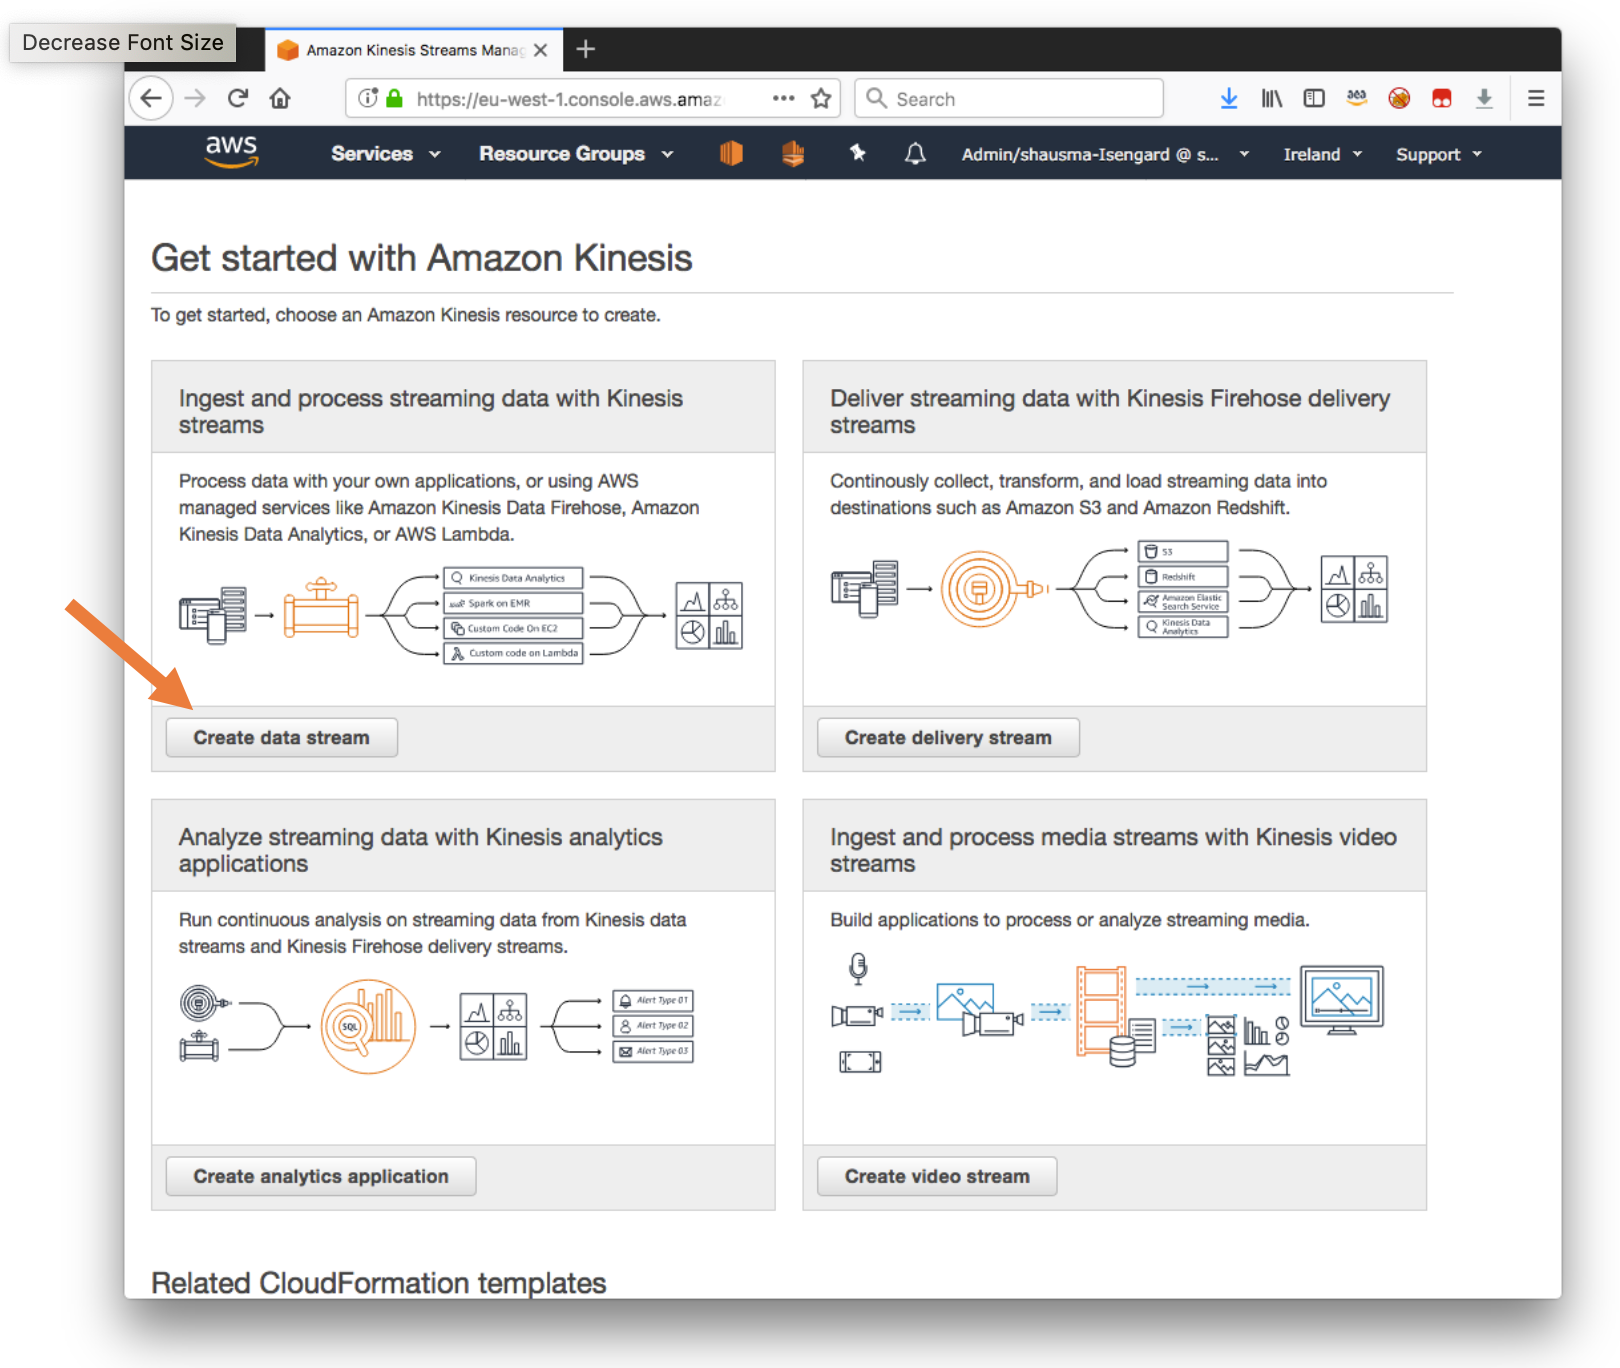 Decrease Font Size
Amazon Kinesis Streams Manag
https://eu-west-1.console.aws.amaz
Search
aws
Services
Resource Groups
Admin/shausma-Isengard @ s...
Ireland
Support
Get started with Amazon Kinesis
To get started, choose an Amazon Kinesis resource to create.
Ingest and process streaming data with Kinesis
streams
Process data with your own applications, or using AWS
managed services like Amazon Kinesis Data Firehose, Amazon
Kinesis Data Analytics, or AWS Lambda.
Kinesis Data Analytics
Spark on EMR
Custom Code On EC2
Custom code on Lambda
Create data stream
Deliver streaming data with Kinesis Firehose delivery
streams
Continously collect, transform, and load streaming data into
destinations such as Amazon S3 and Amazon Redshift.
S3
Redshift
Amazon Elastic
Search Service
Kinesis Data
Analytics
Create delivery stream
Analyze streaming data with Kinesis analytics
applications
Run continuous analysis on streaming data from Kinesis data
streams and Kinesis Firehose delivery streams.
SQL
Alert Type 01
Alert Type 02
Alert Type 03
Create analytics application
Ingest and process media streams with Kinesis video
streams
Build applications to process or analyze streaming media.
Create video stream
Related CloudFormation templates